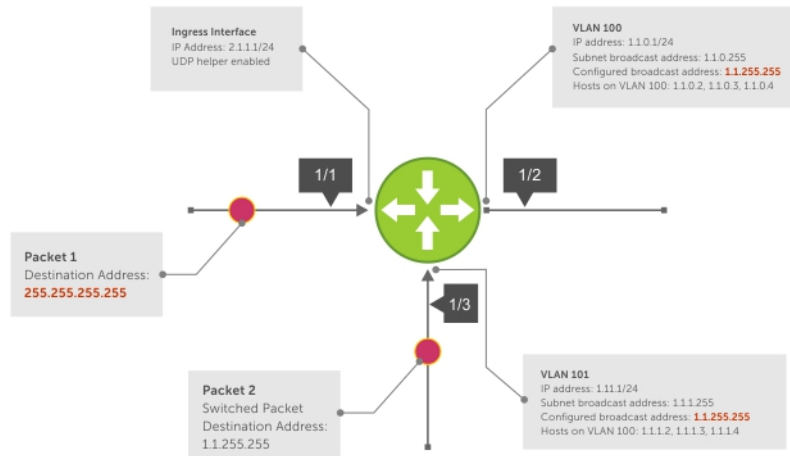 Ingress Interface
IP Address: 2.1.1.1/24
UDP helper enabled
VLAN 100
IP address: 1.1.0.1/24
Subnet broadcast address: 1.1.0.255
Configured broadcast address: 1.1.255.255
Hosts on VLAN 100: 1.1.0.2, 1.1.0.3, 1.1.0.4
1/1
1/2
Packet 1
Destination Address:
255.255.255.255
1/3
Packet 2
Switched Packet
Destination Address:
1.1.255.255
VLAN 101
IP address: 1.11.1/24
Subnet broadcast address: 1.1.1.255
Configured broadcast address: 1.1.255.255
Hosts on VLAN 100: 1.1.1.2, 1.1.1.3, 1.1.1.4